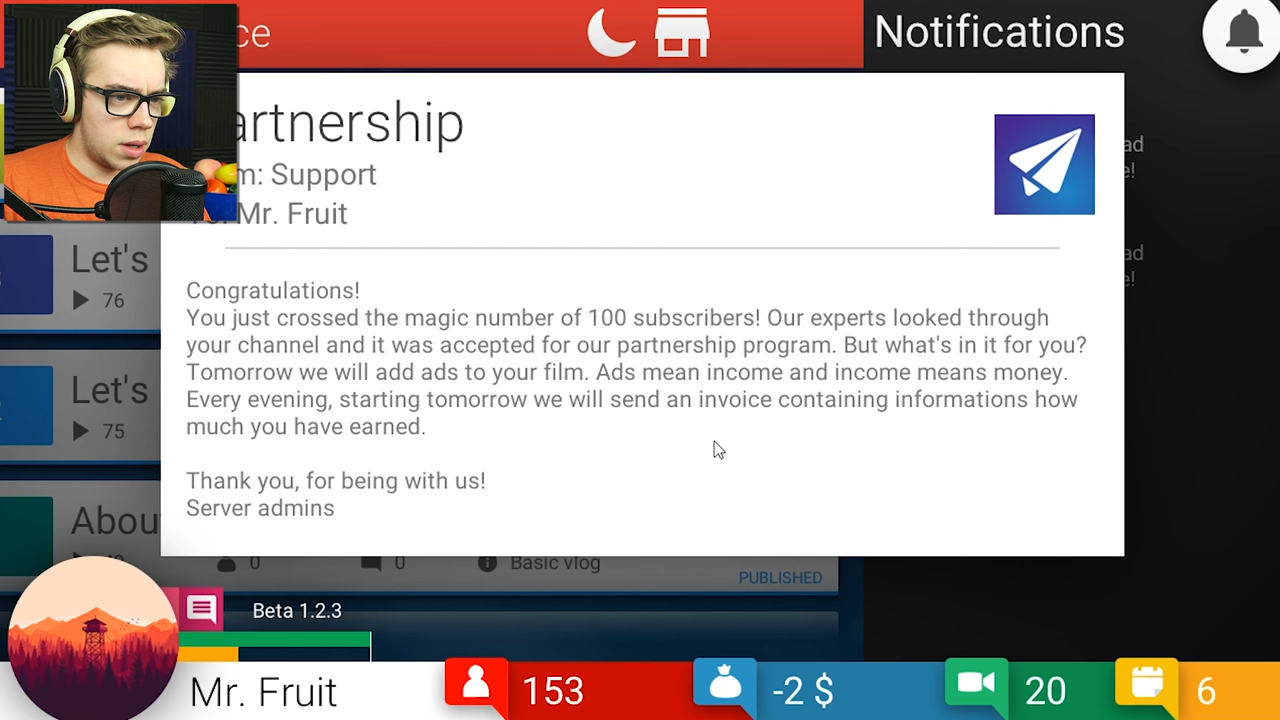 ce
Notifications
artnership
m: Support
Mr. Fruit
ad
e!
Congratulations!
You just crossed the magic number of 100 subscribers! Our experts looked through
your channel and it was accepted for our partnership program. But what's in it for you?
Tomorrow we will add ads to your film. Ads mean income and income means money.
Every evening, starting tomorrow we will send an invoice containing informations how
much you have earned.
Thank you, for being with us!
Server admins
ad
e!
Let's
76
Let's
75
Abou
0
0
Basic vlog
PUBLISHED
Beta 1.2.3
Mr. Fruit
153
-2 $
20
6